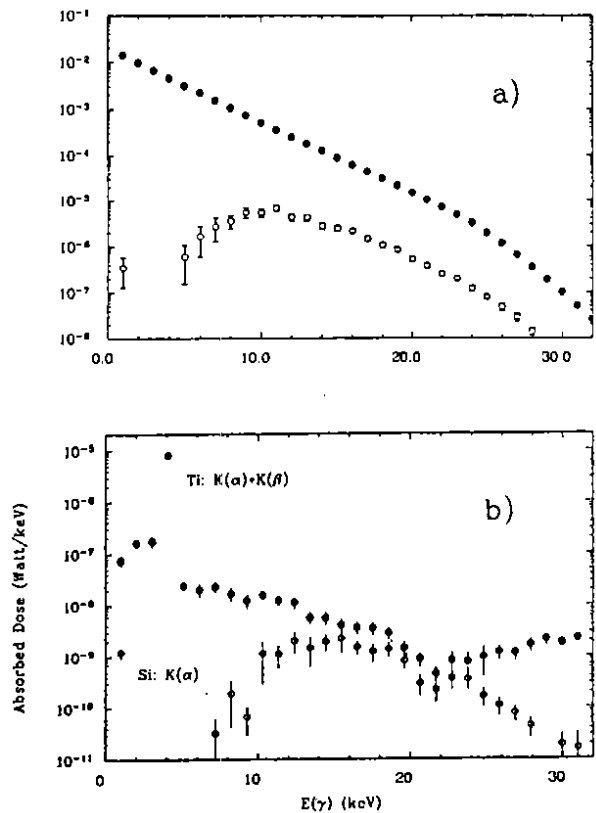 10⁻¹
10⁻²
10⁻³
10⁻⁴
10⁻⁵
10⁻⁶
10⁻⁷
10⁻⁸
a)
0.0 10.0 20.0 30.0
Absorbed Dose (Watt/keV)
10⁻⁵
10⁻⁶
10⁻⁷
10⁻⁸
10⁻⁹
10⁻¹⁰
10⁻¹¹
Ti: K(α)+K(β)
b)
Si: K(α)
0 10 20 30
E(γ) (keV)